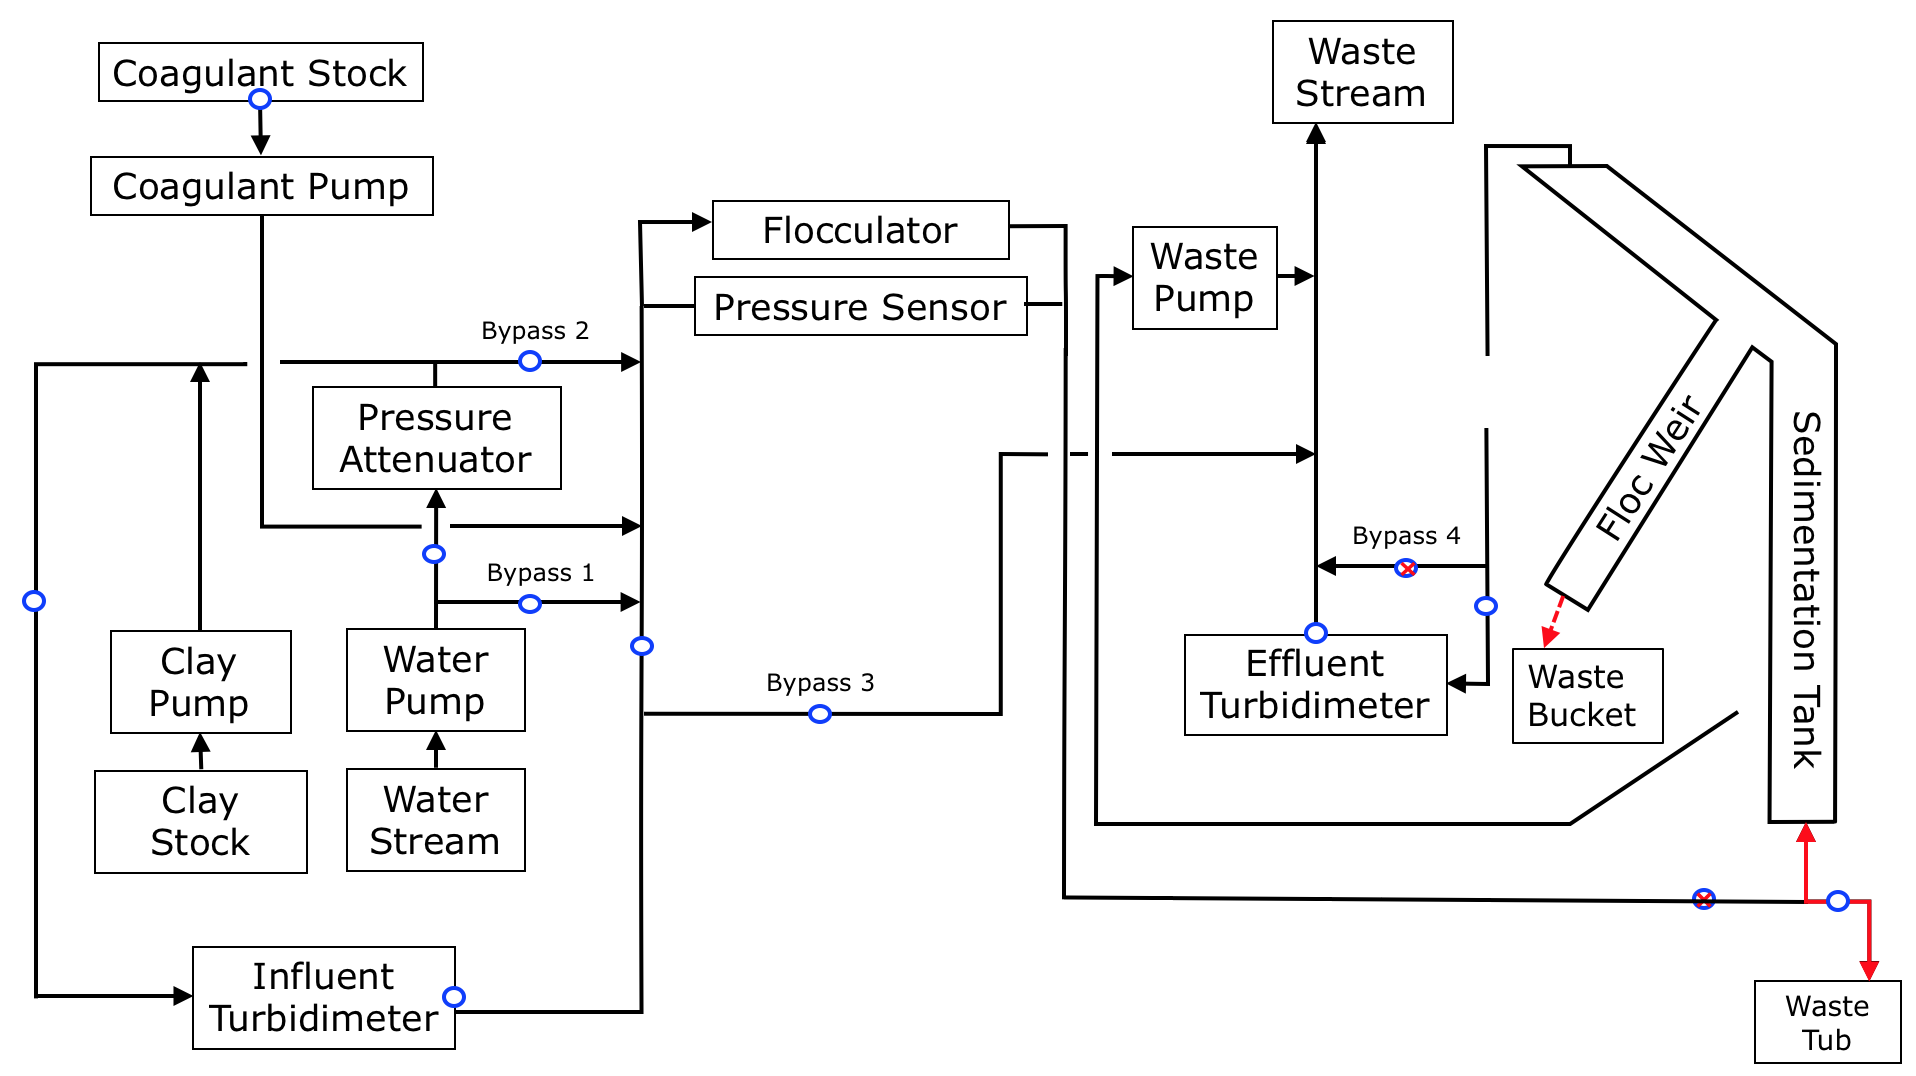 Coagulant Stock
Coagulant Pump
Waste
Stream
Flocculator
Pressure Sensor
Waste
Pump
Bypass 2
Pressure
Attenuator
Bypass 1
Clay
Pump
Water
Pump
Bypass 3
Bypass 4
Floc Weir
Sedimentation Tank
Effluent
Turbidimeter
Waste
Bucket
Clay
Stock
Water
Stream
Influent
Turbidimeter
Waste
Tub